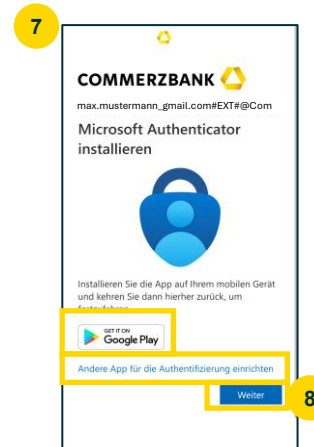 7
COMMERZBANK
max.mustermann_gmail.com#EXT#@Com
Microsoft Authenticator
installieren
Installieren Sie die App auf Ihrem mobilen Gerät
und kehren Sie dann hierher zurück, um
GET IT ON
Google Play
Andere App für die Authentifizierung einrichten
Weiter
8